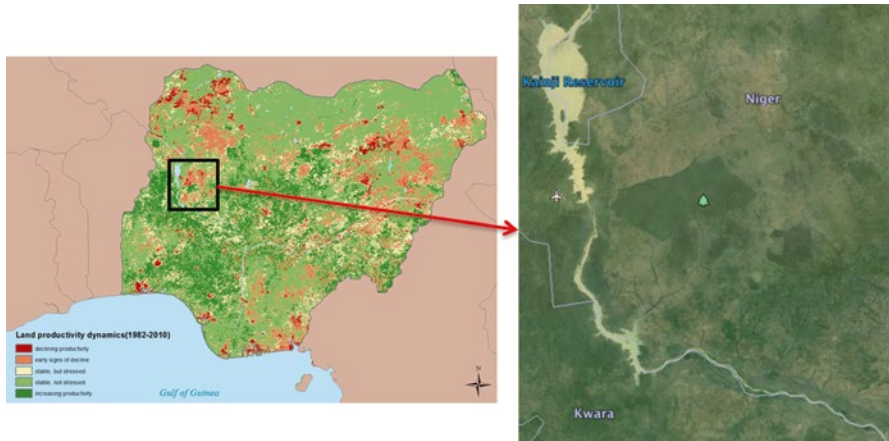 Land productivity dynamics(1982-2010)
declining productivity
early signs of decline
stable, but stressed
stable, not stressed
increasing productivity
Gulf of Guinea
N
Kainji Reservoir
Niger
Kwara